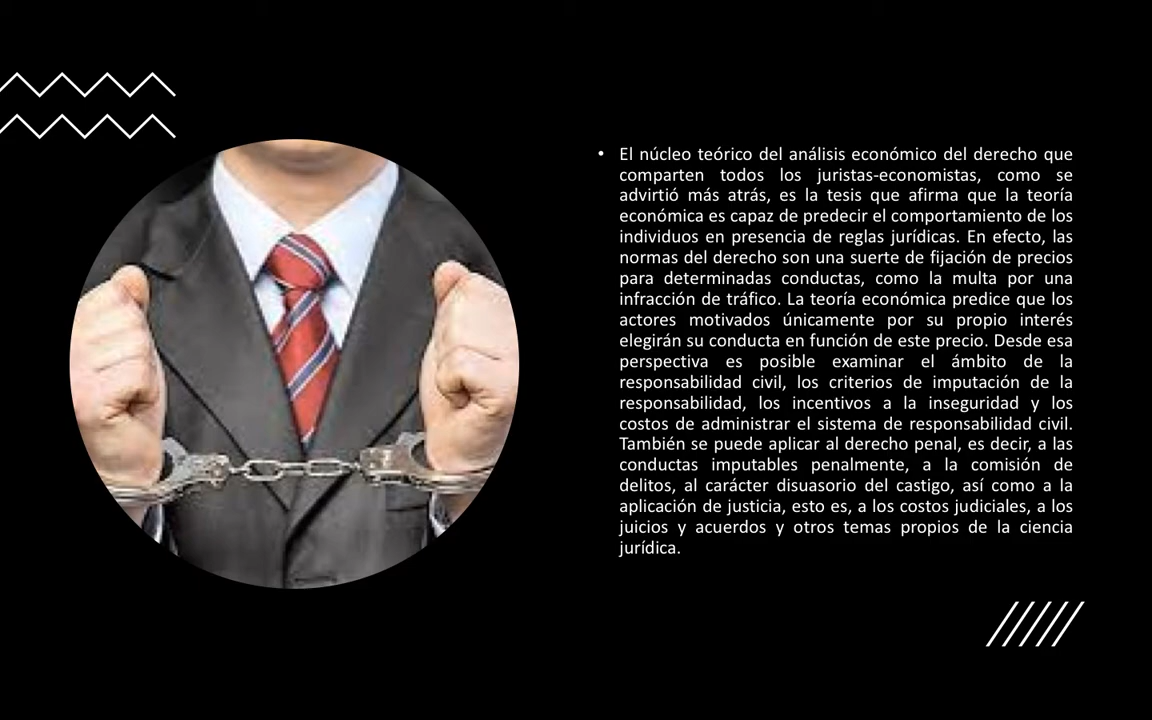 • El núcleo teórico del análisis económico del derecho que
comparten todos los juristas-economistas, como se
advirtió más atrás, es la tesis que afirma que la teoría
económica es capaz de predecir el comportamiento de los
individuos en presencia de reglas jurídicas. En efecto, las
normas del derecho son una suerte de fijación de precios
para determinadas conductas, como la multa por una
infracción de tráfico. La teoría económica predice que los
actores motivados únicamente por su propio interés
elegirán su conducta en función de este precio. Desde esa
perspectiva es posible examinar el ámbito de la
responsabilidad civil, los criterios de imputación de la
responsabilidad, los incentivos a la inseguridad y los
costos de administrar el sistema de responsabilidad civil.
También se puede aplicar al derecho penal, es decir, a las
conductas imputables penalmente, a la comisión de
delitos, al carácter disuasorio del castigo, así como a la
aplicación de justicia, esto es, a los costos judiciales, a los
juicios y acuerdos y otros temas propios de la ciencia
jurídica.